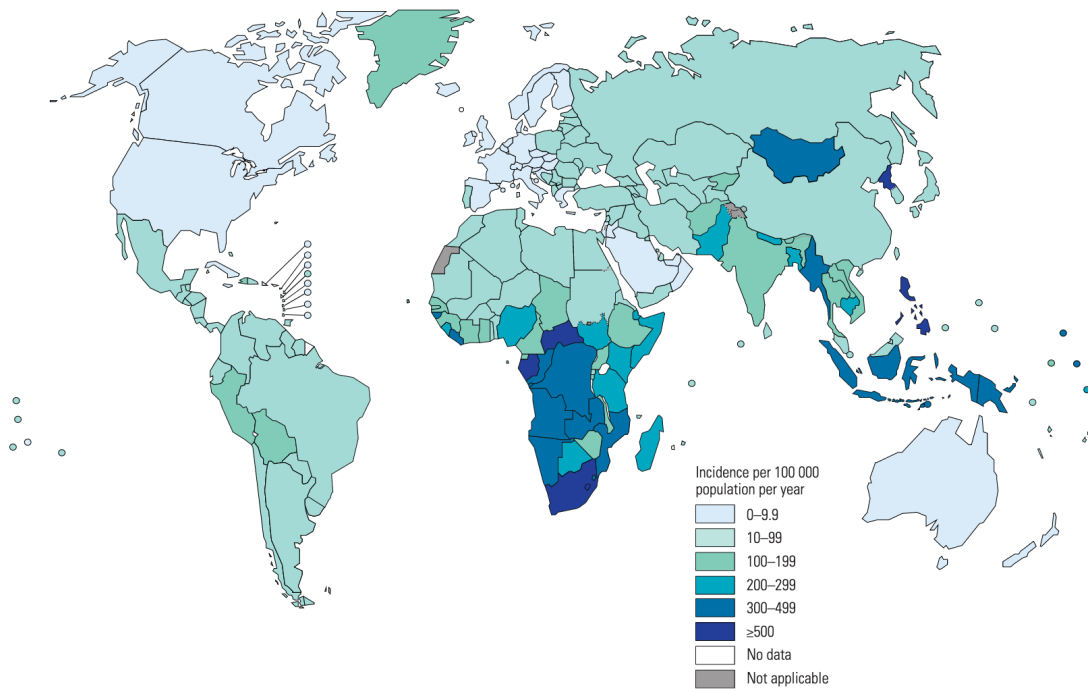 Incidence per 100 000
population per year
0–9.9
10–99
100–199
200–299
300–499
≥500
No data
Not applicable